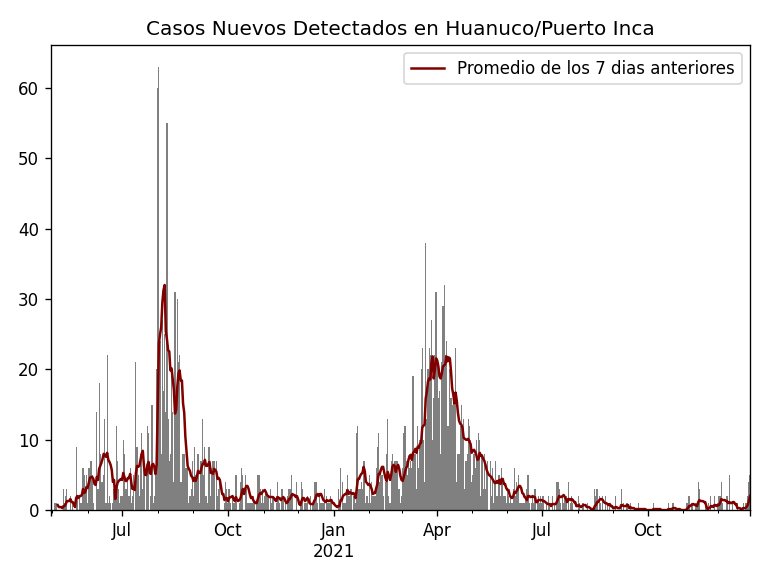 Casos Nuevos Detectados en Huanuco/Puerto Inca
Promedio de los 7 dias anteriores
60
50
40
30
20
10
0
Jul Oct Jan Apr Jul Oct
2021